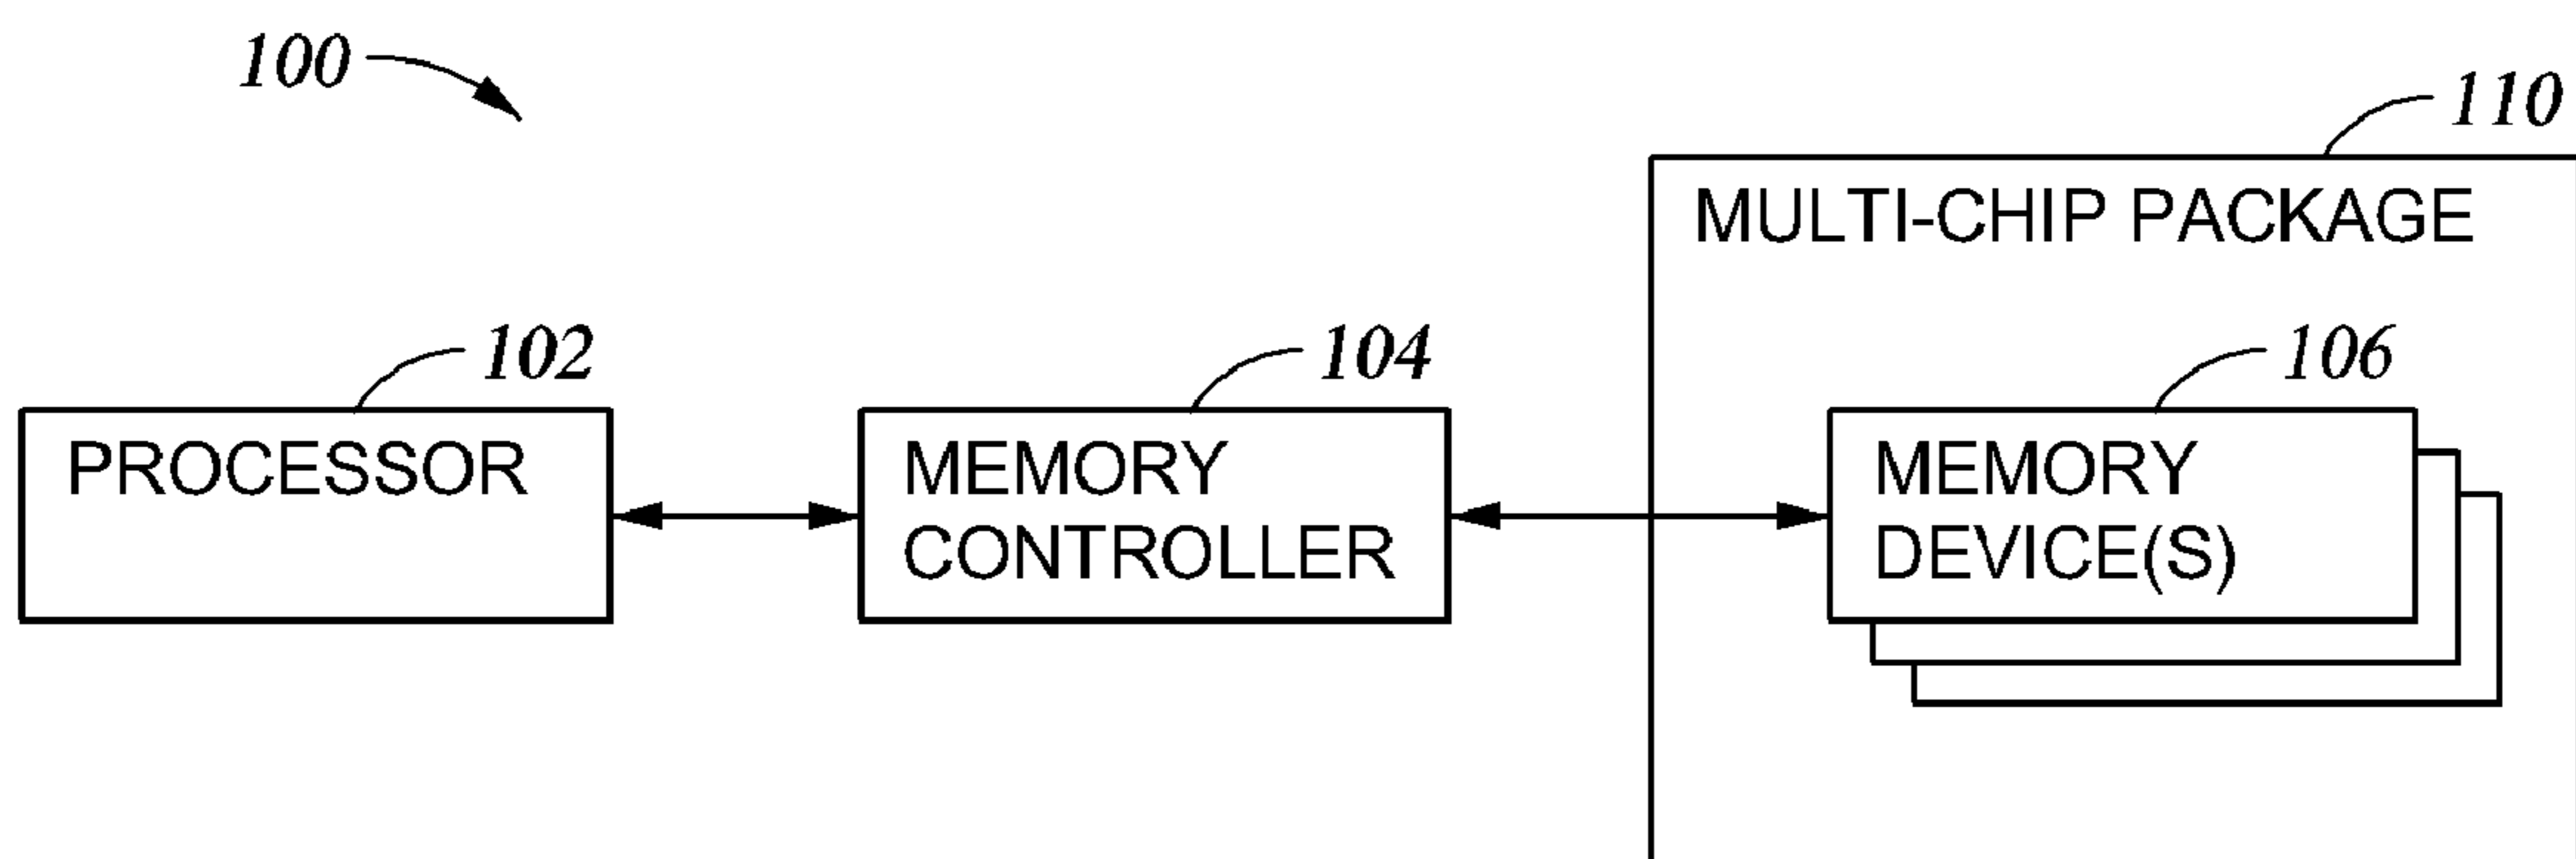 100
110
MULTI-CHIP PACKAGE
102
104
106
PROCESSOR
MEMORY
CONTROLLER
MEMORY
DEVICE(S)